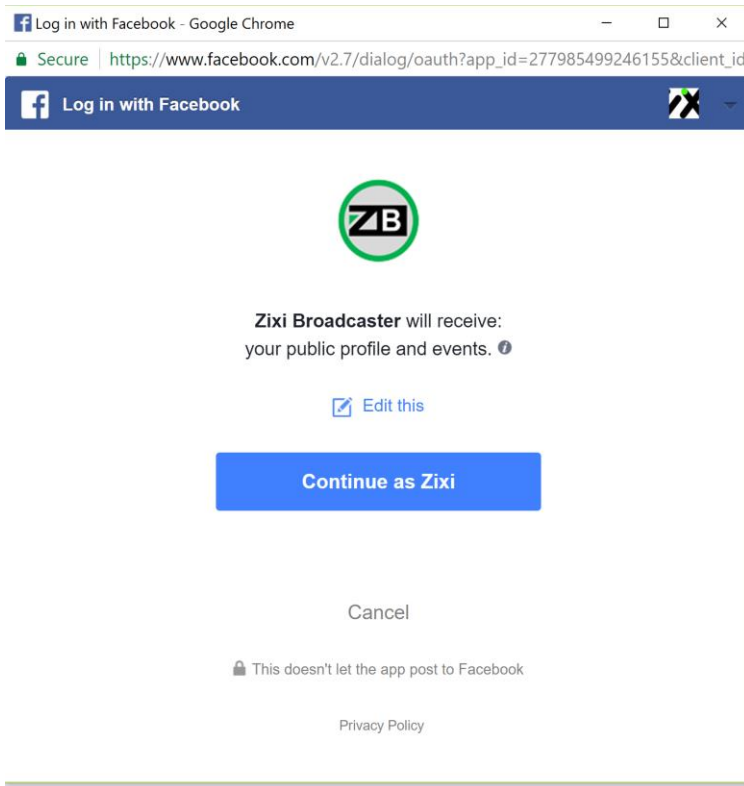 Log in with Facebook - Google Chrome
Secure https://www.facebook.com/v2.7/dialog/oauth?app_id=277985499246155&client_id
f Log in with Facebook
ZB
Zixi Broadcaster will receive:
your public profile and events.
Edit this
Continue as Zixi
Cancel
This doesn't let the app post to Facebook
Privacy Policy